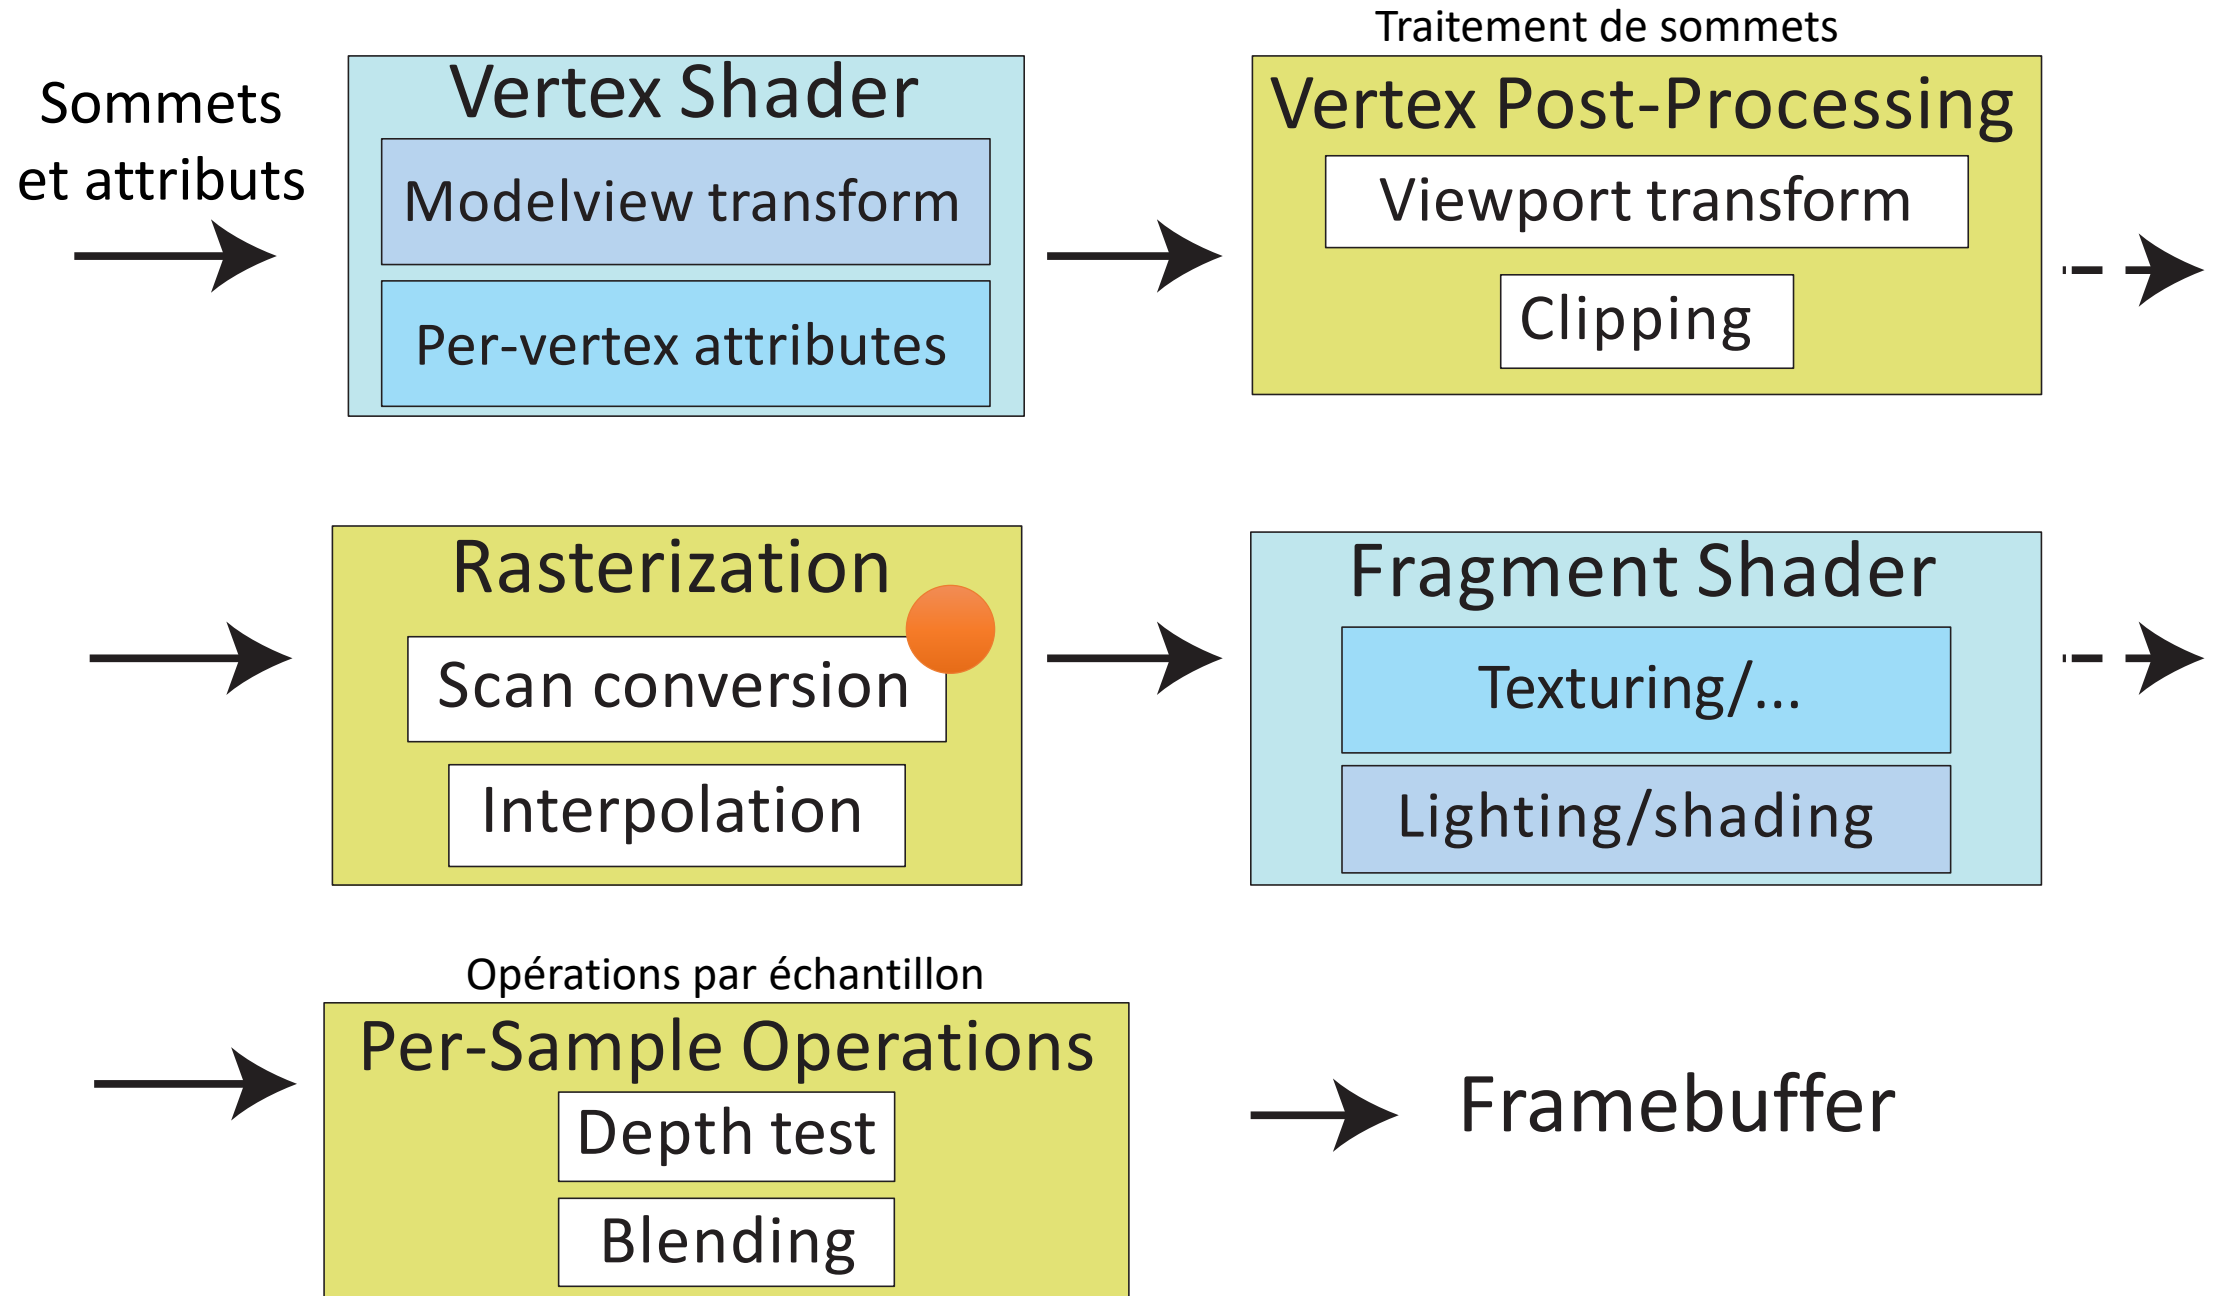 Sommets
et attributs
Vertex Shader
Modelview transform
Per-vertex attributes
Traitement de sommets
Vertex Post-Processing
Viewport transform
Clipping
Rasterization
Scan conversion
Interpolation
Fragment Shader
Texturing/...
Lighting/shading
Opérations par échantillon
Per-Sample Operations
Depth test
Blending
Framebuffer